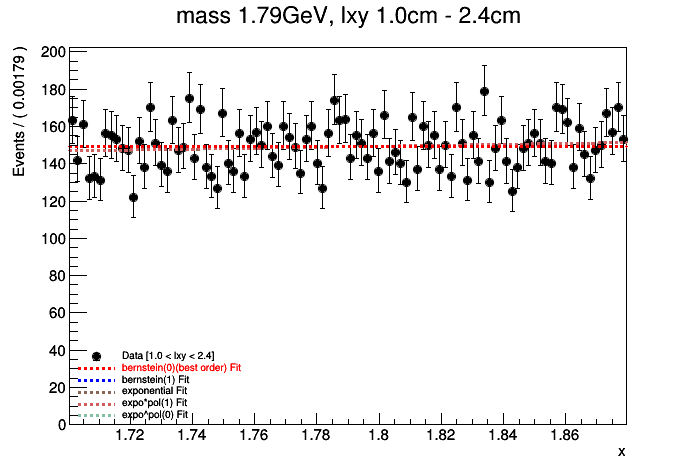 mass 1.79GeV, lxy 1.0cm - 2.4cm
Events / ( 0.00179 )
200
180
160
140
120
100
80
60
40
20
0
Data [1.0 < lxy < 2.4]
bernstein(0)(best order) Fit
bernstein(1) Fit
exponential Fit
expo*pol(1) Fit
expo^pol(0) Fit
1.72 1.74 1.76 1.78 1.8 1.82 1.84 1.86
x